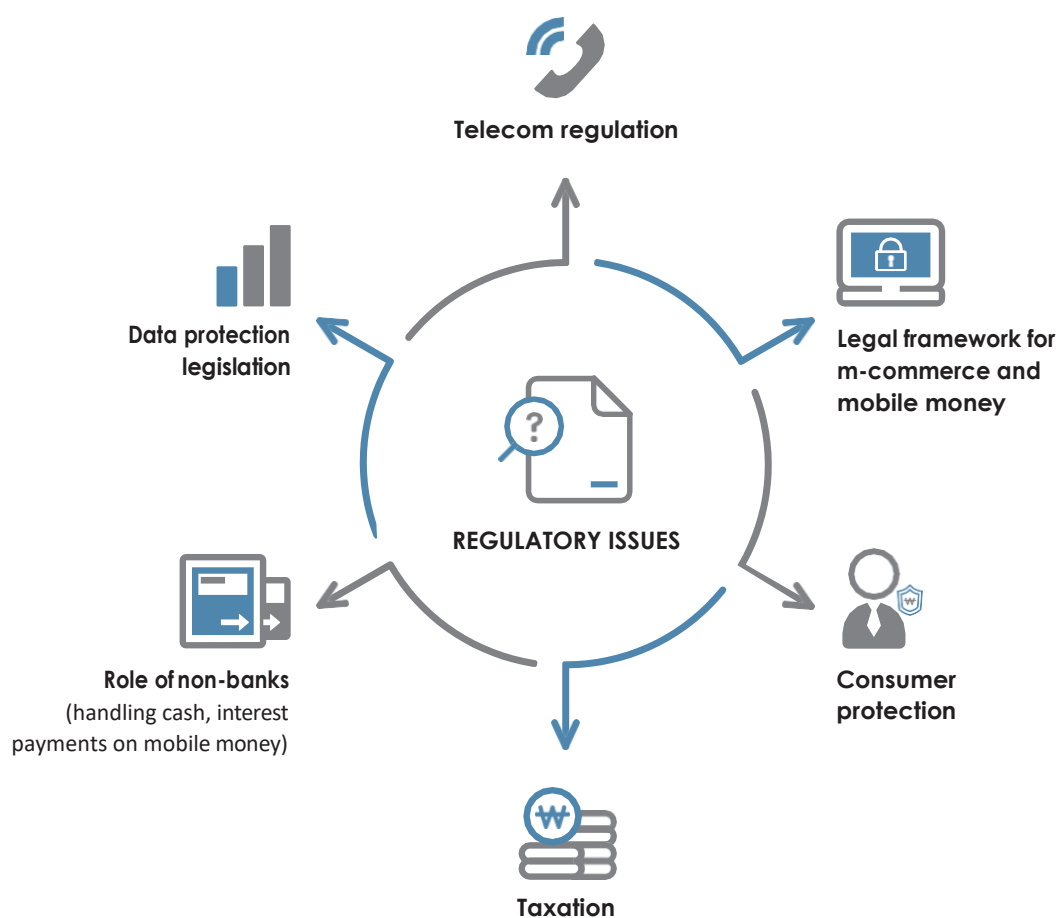 Telecom regulation
Data protection
legislation
Legal framework for
m-commerce and
mobile money
?
REGULATORY ISSUES
Role of non-banks
(handling cash, interest
payments on mobile money)
₩
Consumer
protection
₩
Taxation